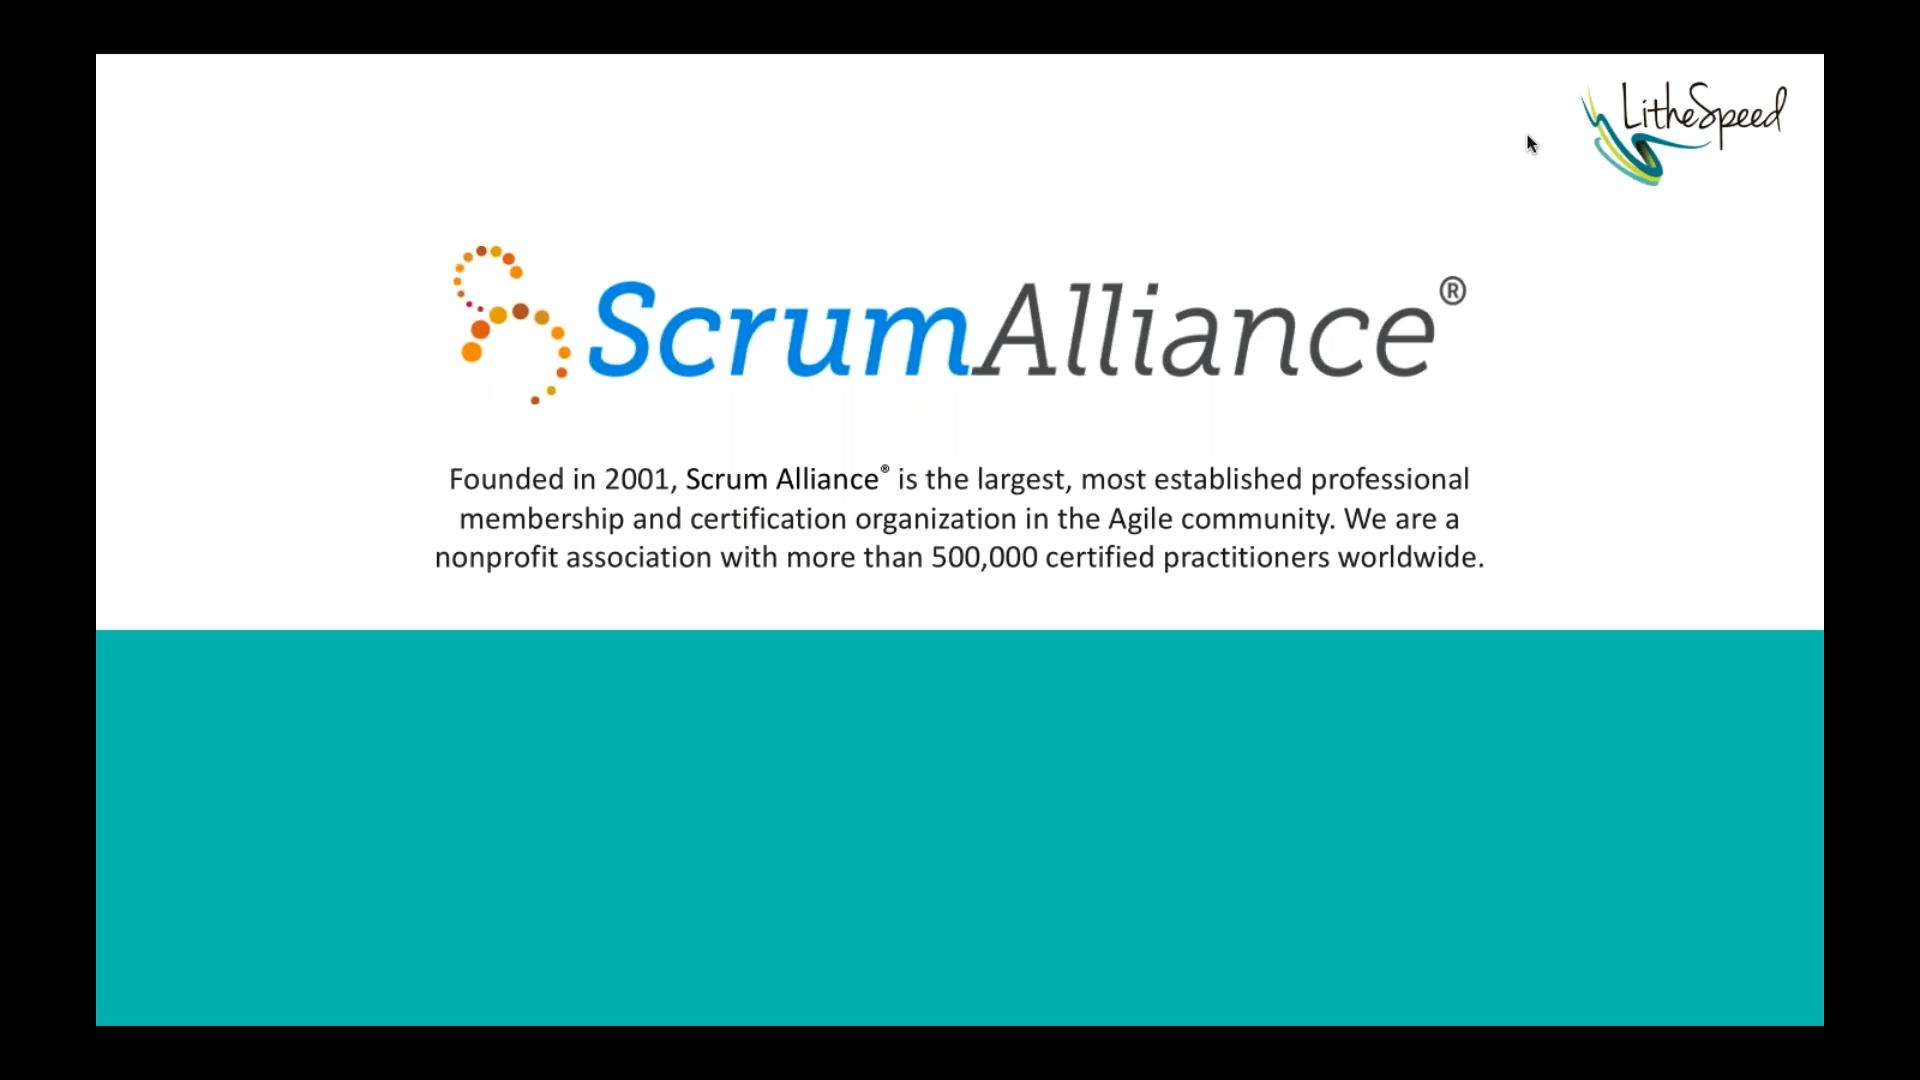 LitheSpeed
ScrumAlliance®
Founded in 2001, Scrum Alliance® is the largest, most established professional
membership and certification organization in the Agile community. We are a
nonprofit association with more than 500,000 certified practitioners worldwide.